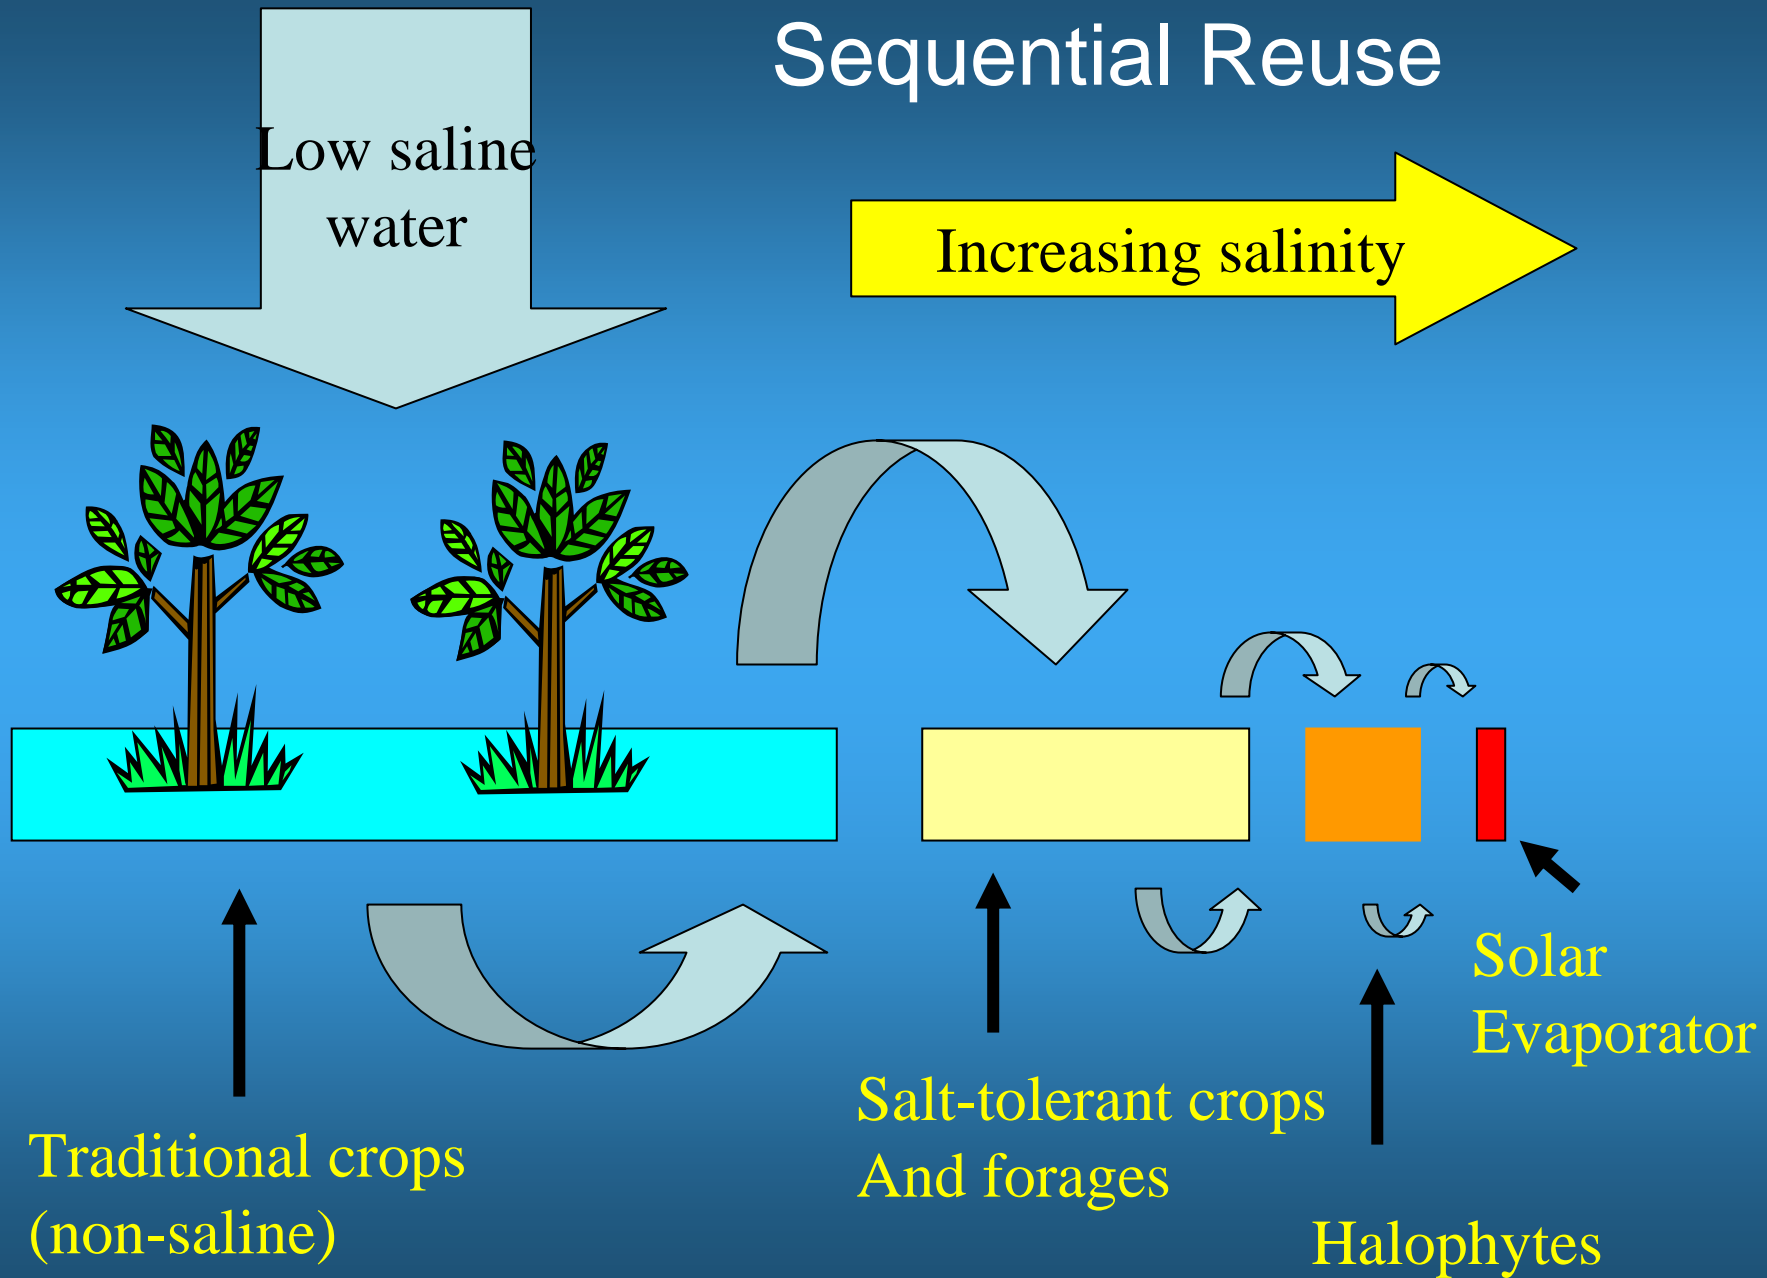 Sequential Reuse
Low saline
water
Increasing salinity
Solar
Evaporator
Salt-tolerant crops
And forages
Traditional crops
(non-saline)
Halophytes